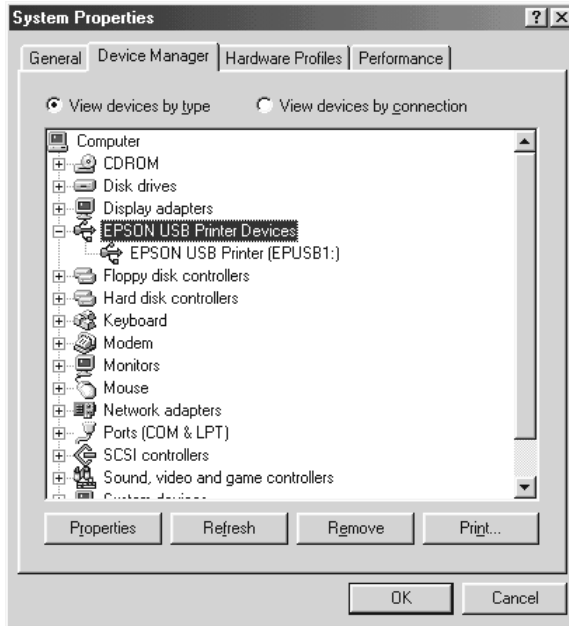 System Properties
General Device Manager Hardware Profiles Performance
View devices by type View devices by connection
Computer
CDROM
Disk drives
Display adapters
EPSON USB Printer Devices
EPSON USB Printer (EPUSB1:)
Floppy disk controllers
Hard disk controllers
Keyboard
Modem
Monitors
Mouse
Network adapters
Ports (COM & LPT)
SCSI controllers
Sound, video and game controllers
Properties Refresh Remove Print...
OK Cancel